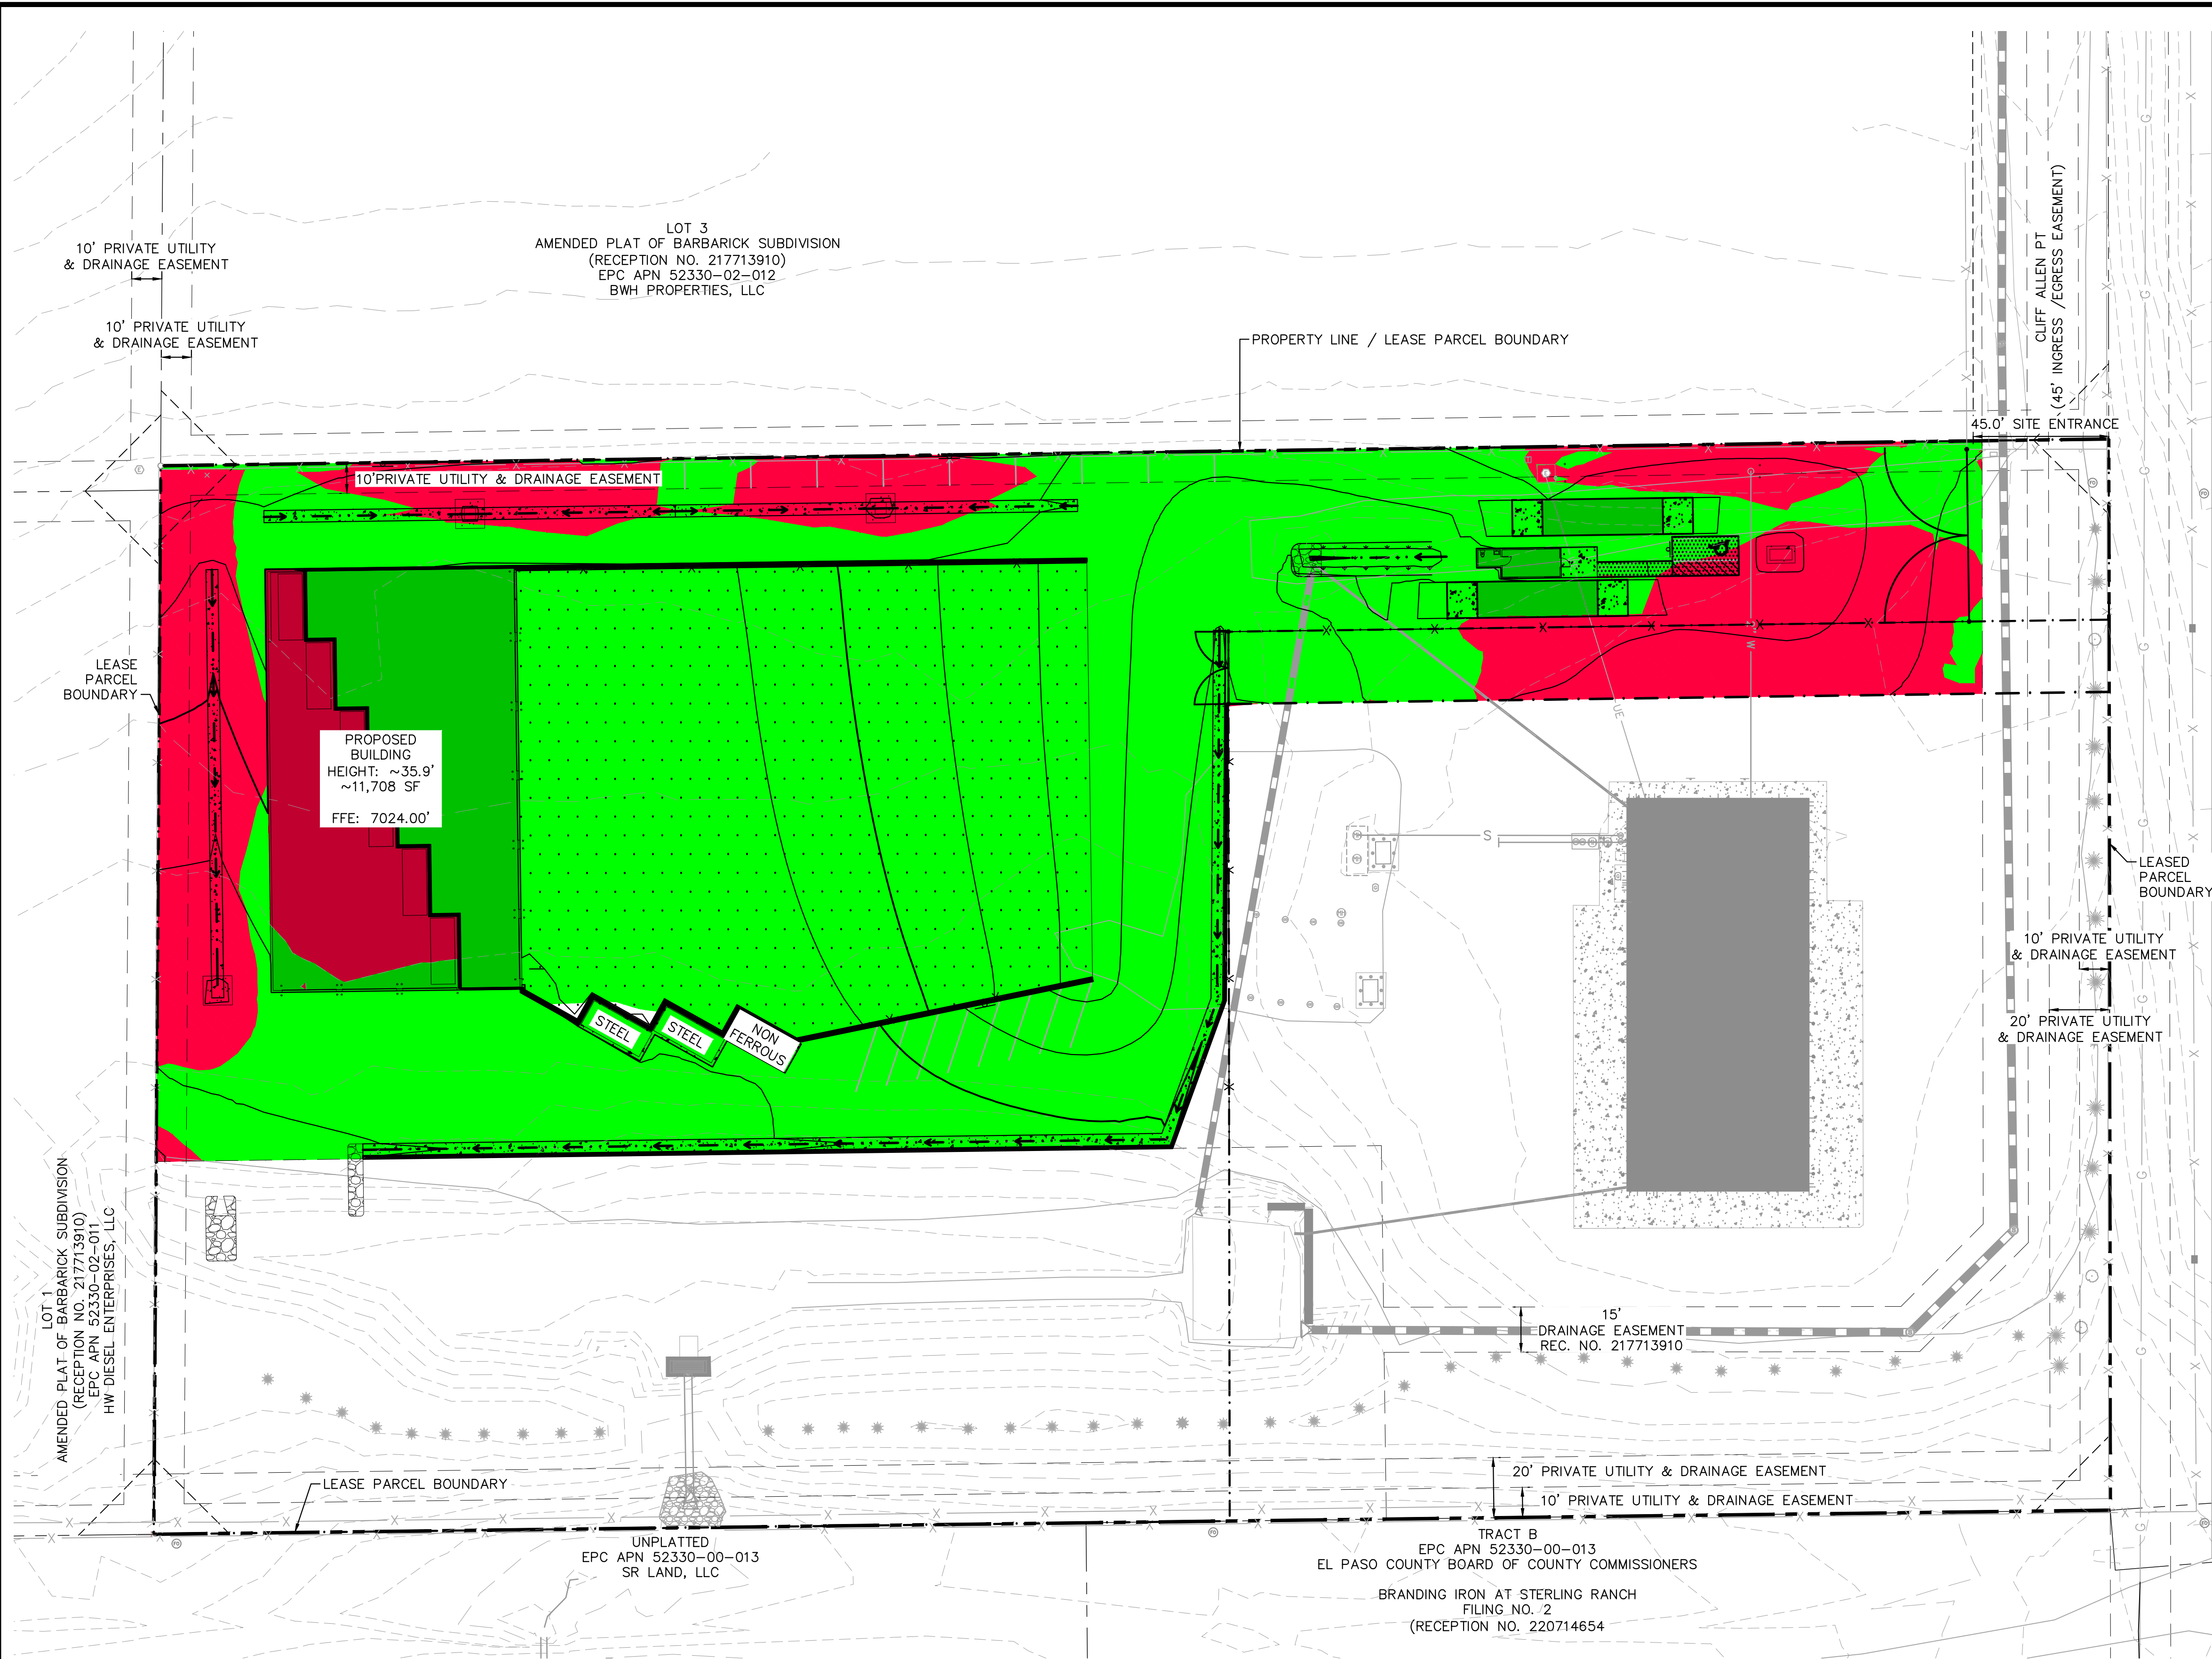 LOT 3
AMENDED PLAT OF BARBARICK SUBDIVISION
(RECEPTION NO. 217713910)
EPC APN 52330-02-012
BWH PROPERTIES, LLC
10' PRIVATE UTILITY
& DRAINAGE EASEMENT
10' PRIVATE UTILITY
& DRAINAGE EASEMENT
PROPERTY LINE / LEASE PARCEL BOUNDARY
CLIFF ALLEN PT
(45' INGRESS /EGRESS EASEMENT)
45.0' SITE ENTRANCE
10'PRIVATE UTILITY & DRAINAGE EASEMENT
LEASE
PARCEL
BOUNDARY
PROPOSED
BUILDING
HEIGHT: ~35.9'
~11,708 SF
FFE: 7024.00'
STEEL
STEEL
NON
FERROUS
W
UE
S
G
G
G
G
G
G
G
G
LEASED
PARCEL
BOUNDARY
10' PRIVATE UTILITY
& DRAINAGE EASEMENT
20' PRIVATE UTILITY
& DRAINAGE EASEMENT
LOT 1
AMENDED PLAT OF BARBARICK SUBDIVISION
(RECEPTION NO. 217713910)
EPC APN 52330-02-011
HW DIESEL ENTERPRISES, LLC
15'
DRAINAGE EASEMENT
REC. NO. 217713910
LEASE PARCEL BOUNDARY
20' PRIVATE UTILITY & DRAINAGE EASEMENT
10' PRIVATE UTILITY & DRAINAGE EASEMENT
UNPLATTED
EPC APN 52330-00-013
SR LAND, LLC
TRACT B
EPC APN 52330-00-013
EL PASO COUNTY BOARD OF COUNTY COMMISSIONERS
BRANDING IRON AT STERLING RANCH
FILING NO. 2
(RECEPTION NO. 220714654